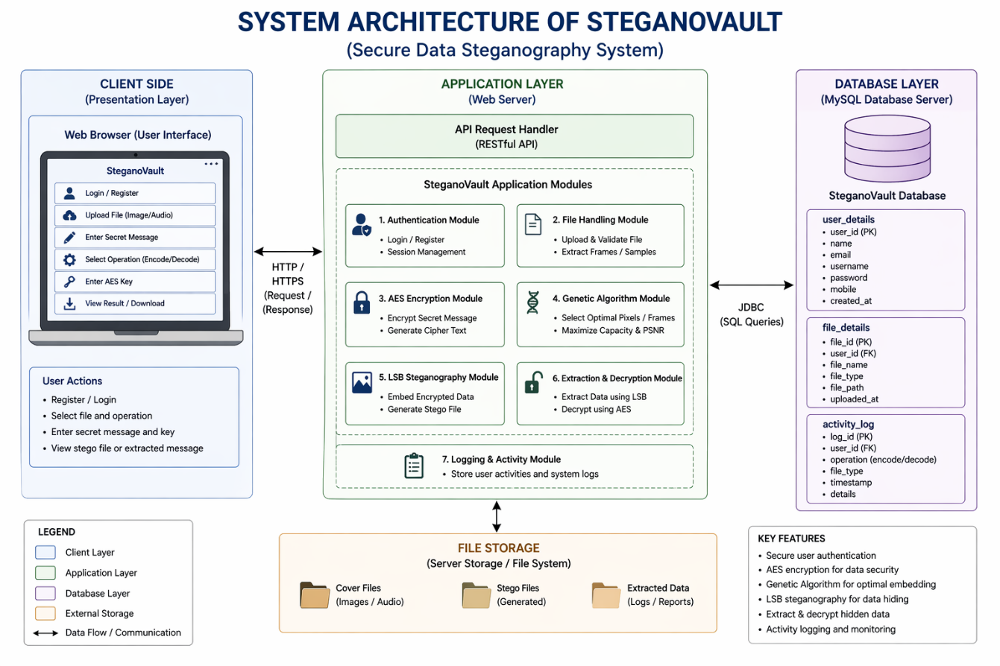 SYSTEM ARCHITECTURE OF STEGANOVAULT
(Secure Data Steganography System)
CLIENT SIDE
(Presentation Layer)
Web Browser (User Interface)
SteganoVault
Login / Register
Upload File (Image/Audio)
Enter Secret Message
Select Operation (Encode/Decode)
Enter AES Key
View Result / Download
User Actions
• Register / Login
• Select file and operation
• Enter secret message and key
• View stego file or extracted message
HTTP /
HTTPS
(Request /
(Response)
APPLICATION LAYER
(Web Server)
API Request Handler
(RESTful API)
SteganoVault Application Modules
1. Authentication Module
• Login / Register
• Session Management
2. File Handling Module
• Upload & Validate File
• Extract Frames / Samples
3. AES Encryption Module
• Encrypt Secret Message
• Generate Cipher Text
4. Genetic Algorithm Module
• Select Optimal Pixels / Frames
• Maximize Capacity & PSNR
5. LSB Steganography Module
• Embed Encrypted Data
• Generate Stego File
6. Extraction & Decryption Module
• Extract Data using LSB
• Decrypt using AES
7. Logging & Activity Module
• Store user activities and system logs
JDBC
(SQL Queries)
DATABASE LAYER
(MySQL Database Server)
SteganoVault Database
user_details
• user_id (PK)
• name
• email
• username
• password
• mobile
• created_at
file_details
• file_id (PK)
• user_id (FK)
• file_name
• file_type
• file_path
• uploaded_at
activity_log
• log_id (PK)
• user_id (FK)
• operation (encode/decode)
• file_type
• timestamp
• details
LEGEND
Client Layer
Application Layer
Database Layer
External Storage
Data Flow / Communication
FILE STORAGE
(Server Storage / File System)
Cover Files
(Images / Audio)
Stego Files
(Generated)
Extracted Data
(Logs / Reports)
KEY FEATURES
• Secure user authentication
• AES encryption for data security
• Genetic Algorithm for optimal embedding
• LSB steganography for data hiding
• Extract & decrypt hidden data
• Activity logging and monitoring